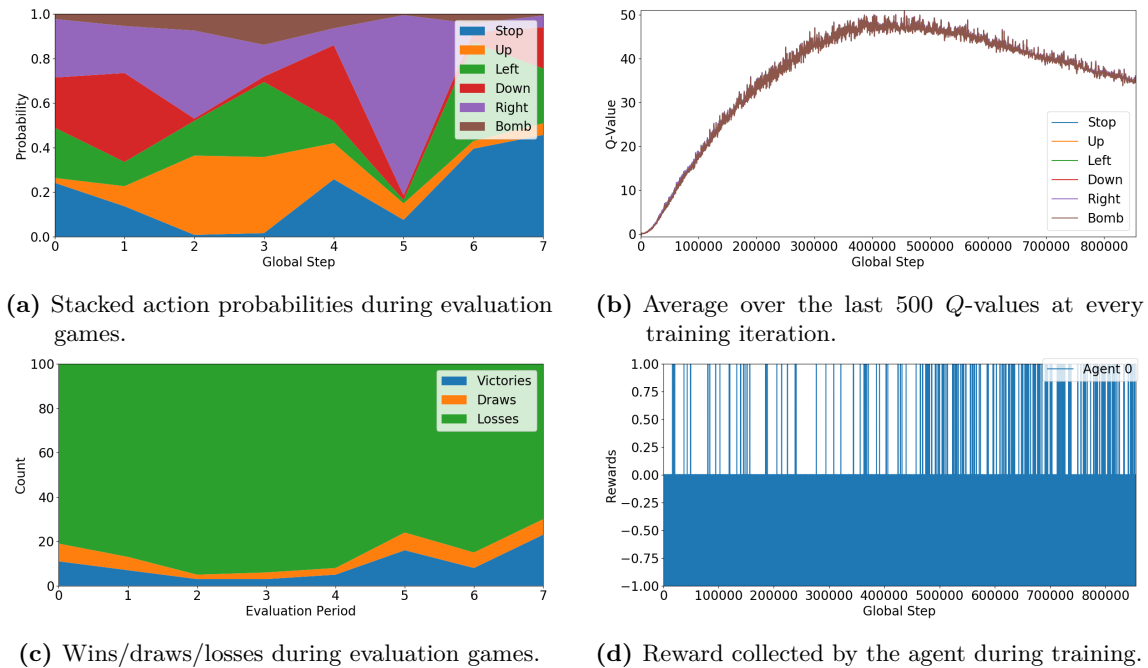 1.0
0.8
0.6
0.4
0.2
0.0
Probability
0 1 2 3 4 5 6 7
Global Step
Stop
Up
Left
Down
Right
Bomb
(a) Stacked action probabilities during evaluation
games.
50
40
30
20
10
0
Q-Value
0 100000 200000 300000 400000 500000 600000 700000 800000
Global Step
Stop
Up
Left
Down
Right
Bomb
(b) Average over the last 500 Q-values at every
training iteration.
100
80
60
40
20
0
Count
0 1 2 3 4 5 6 7
Evaluation Period
Victories
Draws
Losses
(c) Wins/draws/losses during evaluation games.
1.00
0.75
0.50
0.25
0.00
−0.25
−0.50
−0.75
−1.00
Rewards
0 100000 200000 300000 400000 500000 600000 700000 800000
Global Step
Agent 0
(d) Reward collected by the agent during training.